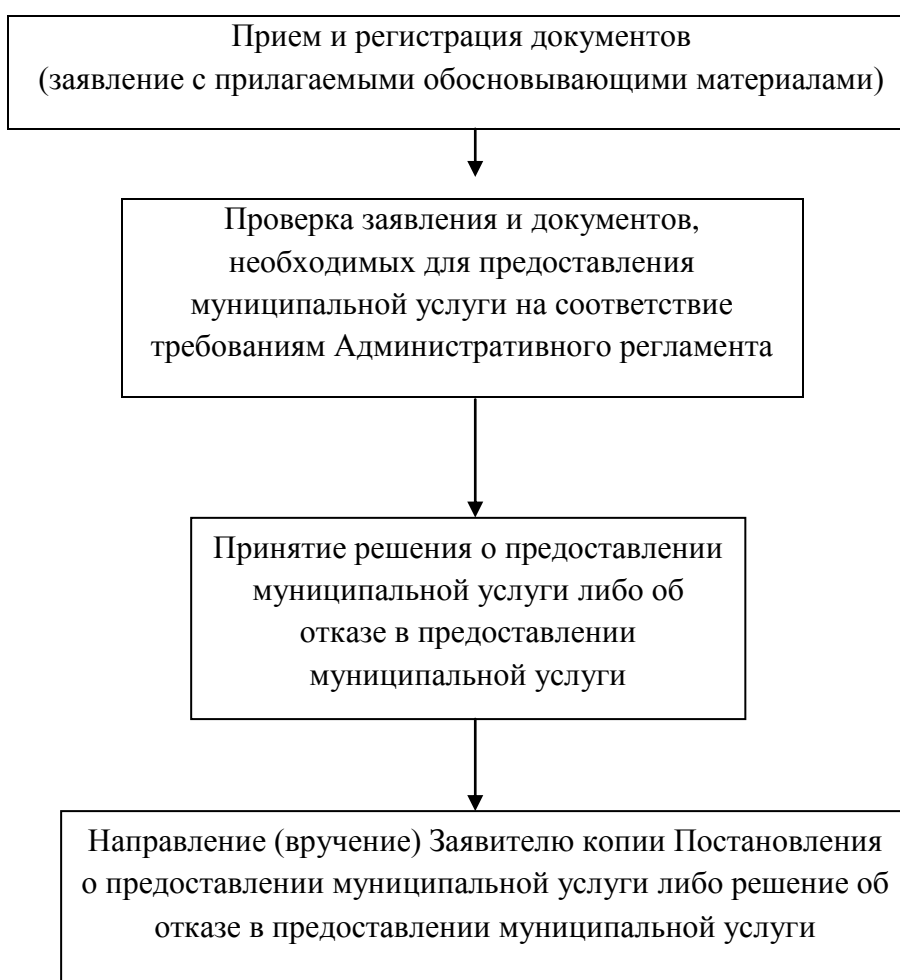 Прием и регистрация документов
(заявление с прилагаемыми обосновывающими материалами)
Проверка заявления и документов,
необходимых для предоставления
муниципальной услуги на соответствие
требованиям Административного регламента
Принятие решения о предоставлении
муниципальной услуги либо об
отказе в предоставлении
муниципальной услуги
Направление (вручение) Заявителю копии Постановления
о предоставлении муниципальной услуги либо решение об
отказе в предоставлении муниципальной услуги